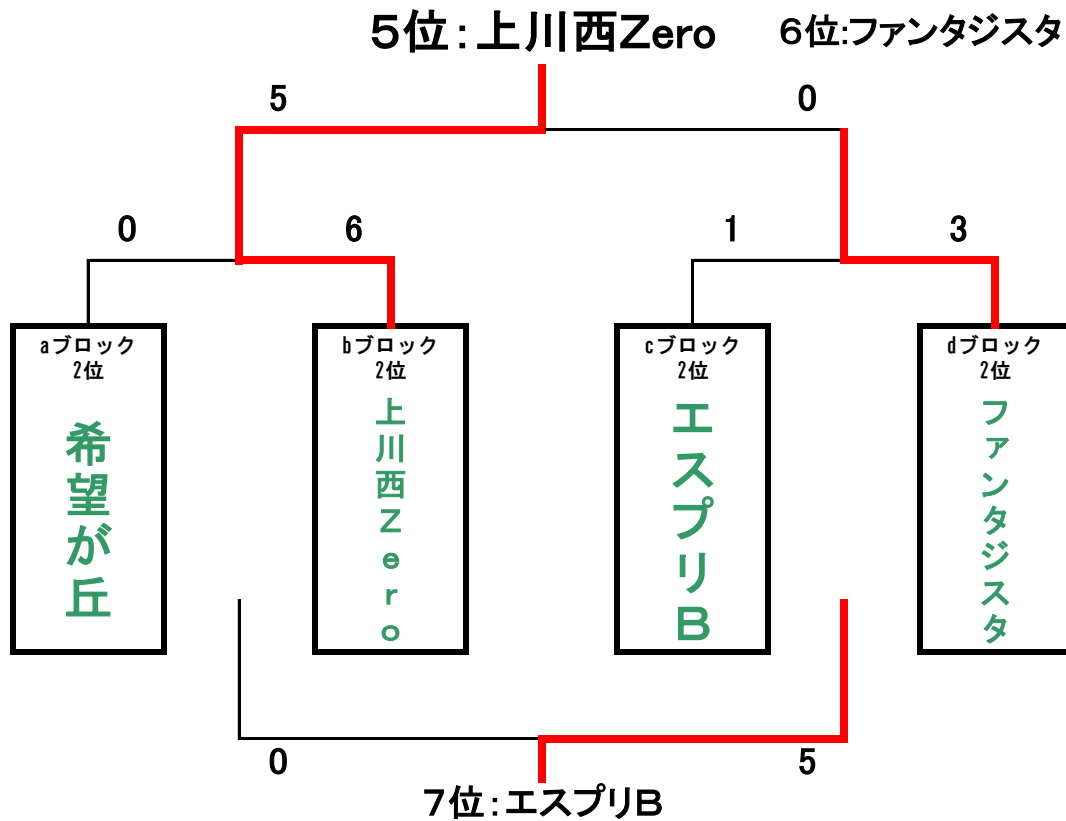 5位:上川西Zero
6位:ファンタジスタ
5
0
0
6
1
3
aブロック
2位
希望が丘
bブロック
2位
上川西Zero
cブロック
2位
エスプリB
dブロック
2位
ファンタジスタ
0
5
7位:エスプリB